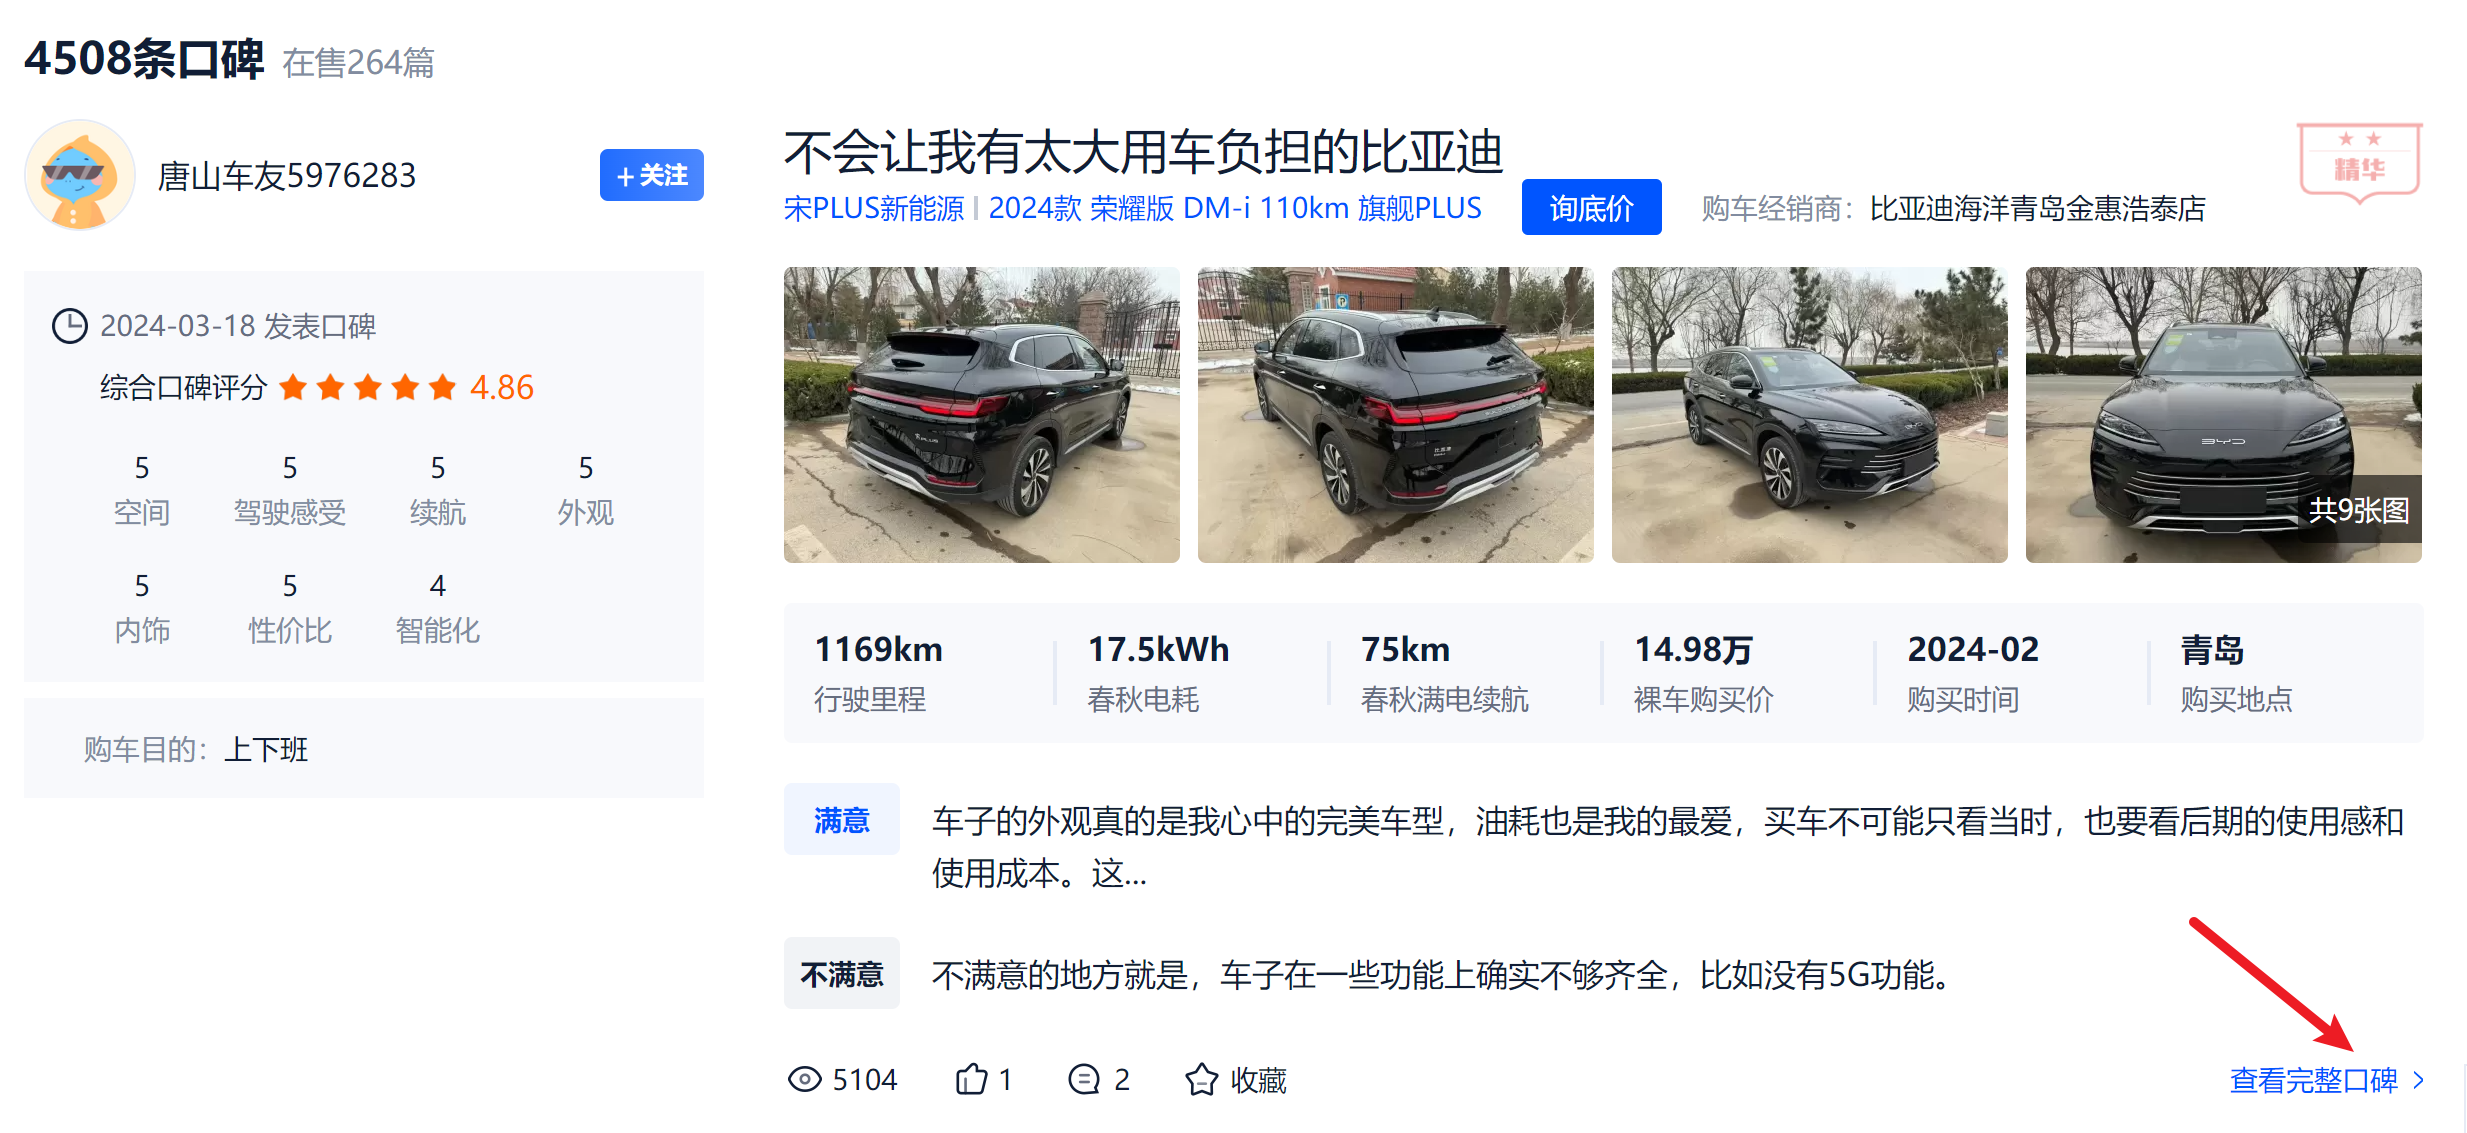 4508条口碑 在售264篇
唐山车友5976283
+关注
2024-03-18 发表口碑
综合口碑评分 4.86
5 5 5 5
空间 驾驶感受 续航 外观
5 5 4
内饰 性价比 智能化
购车目的：上下班
不会让我有太大用车负担的比亚迪
精华
宋PLUS新能源 | 2024款 荣耀版 DM-i 110km 旗舰PLUS 询底价 购车经销商：比亚迪海洋青岛金惠浩泰店
BYD
共9张图
1169km 17.5kWh 75km 14.98万 2024-02 青岛
行驶里程 春秋电耗 春秋满电续航 裸车购买价 购买时间 购买地点
满意 车子的外观真的是我心中的完美车型，油耗也是我的最爱，买车不可能只看当时，也要看后期的使用感和
使用成本。这...
不满意 不满意的地方就是，车子在一些功能上确实不够齐全，比如没有5G功能。
5104 1 2 收藏
查看完整口碑 >